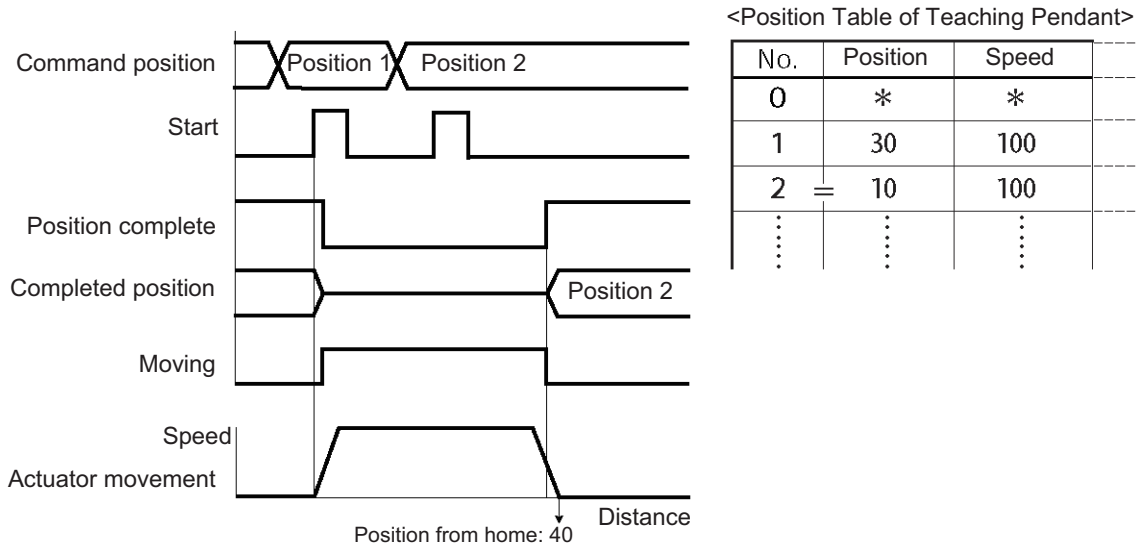 <Position Table of Teaching Pendant>
No. Position Speed
0 * *
1 30 100
2 = 10 100
Command position
Position 1
Position 2
Start
Position complete
Completed position
Position 2
Moving
Speed
Actuator movement
Distance
Position from home: 40